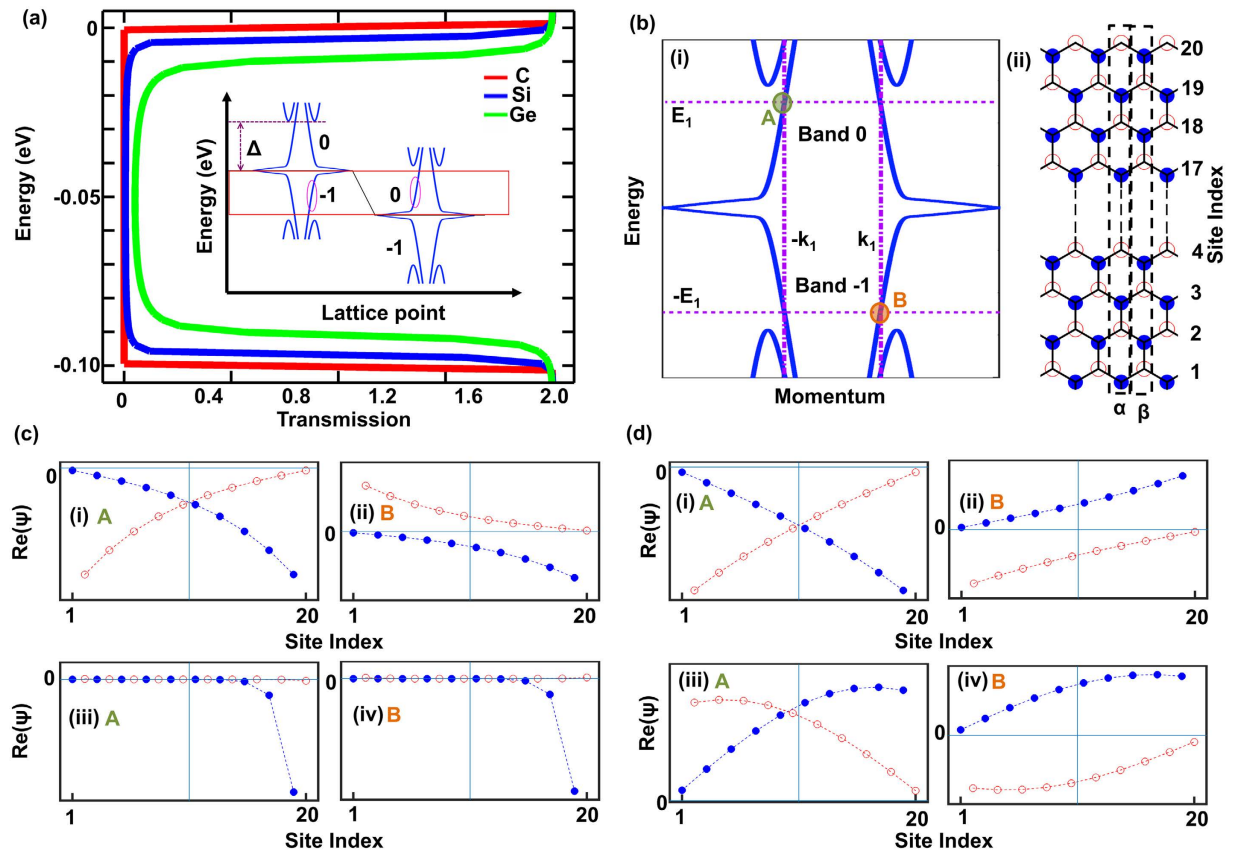 (a)
0
-0.05
-0.10
Energy (eV)
C
Si
Ge
Δ
0
-1
0
-1
Energy (eV)
Lattice point
0
0.4
0.8
1.2
1.6
2.0
Transmission
(b)
(i)
E₁
A
Band 0
-k₁
k₁
Band -1
-E₁
B
Energy
Momentum
(ii)
20
19
18
17
4
3
2
1
Site Index
α
β
(c)
0
(i) A
Re(ψ)
1
20
Site Index
(ii) B
0
1
20
Site Index
0
(iii) A
Re(ψ)
1
20
Site Index
0
(iv) B
1
20
Site Index
(d)
0
(i) A
Re(ψ)
1
20
Site Index
(ii) B
0
1
20
Site Index
(iii) A
Re(ψ)
0
1
20
Site Index
(iv) B
0
1
20
Site Index